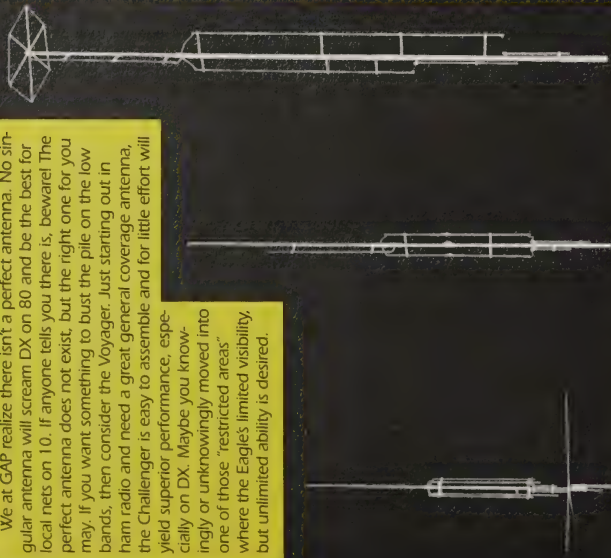 We at GAP realize there isn't a perfect antenna. No sin-
gular antenna will scream DX on 80 and be the best for
local nets on 10. If anyone tells you there is, beware! The
perfect antenna does not exist, but the right one for you
may. If you want something to bust the pile on the low
bands, then consider the Voyager. Just starting out in
ham radio and need a great general coverage antenna,
the Challenger is easy to assemble and for little effort will
yield superior performance, espe-
cially on DX. Maybe you know-
ingly or unknowingly moved into
one of those "restricted areas"
where the Eagle's limited visibility,
but unlimited ability is desired.